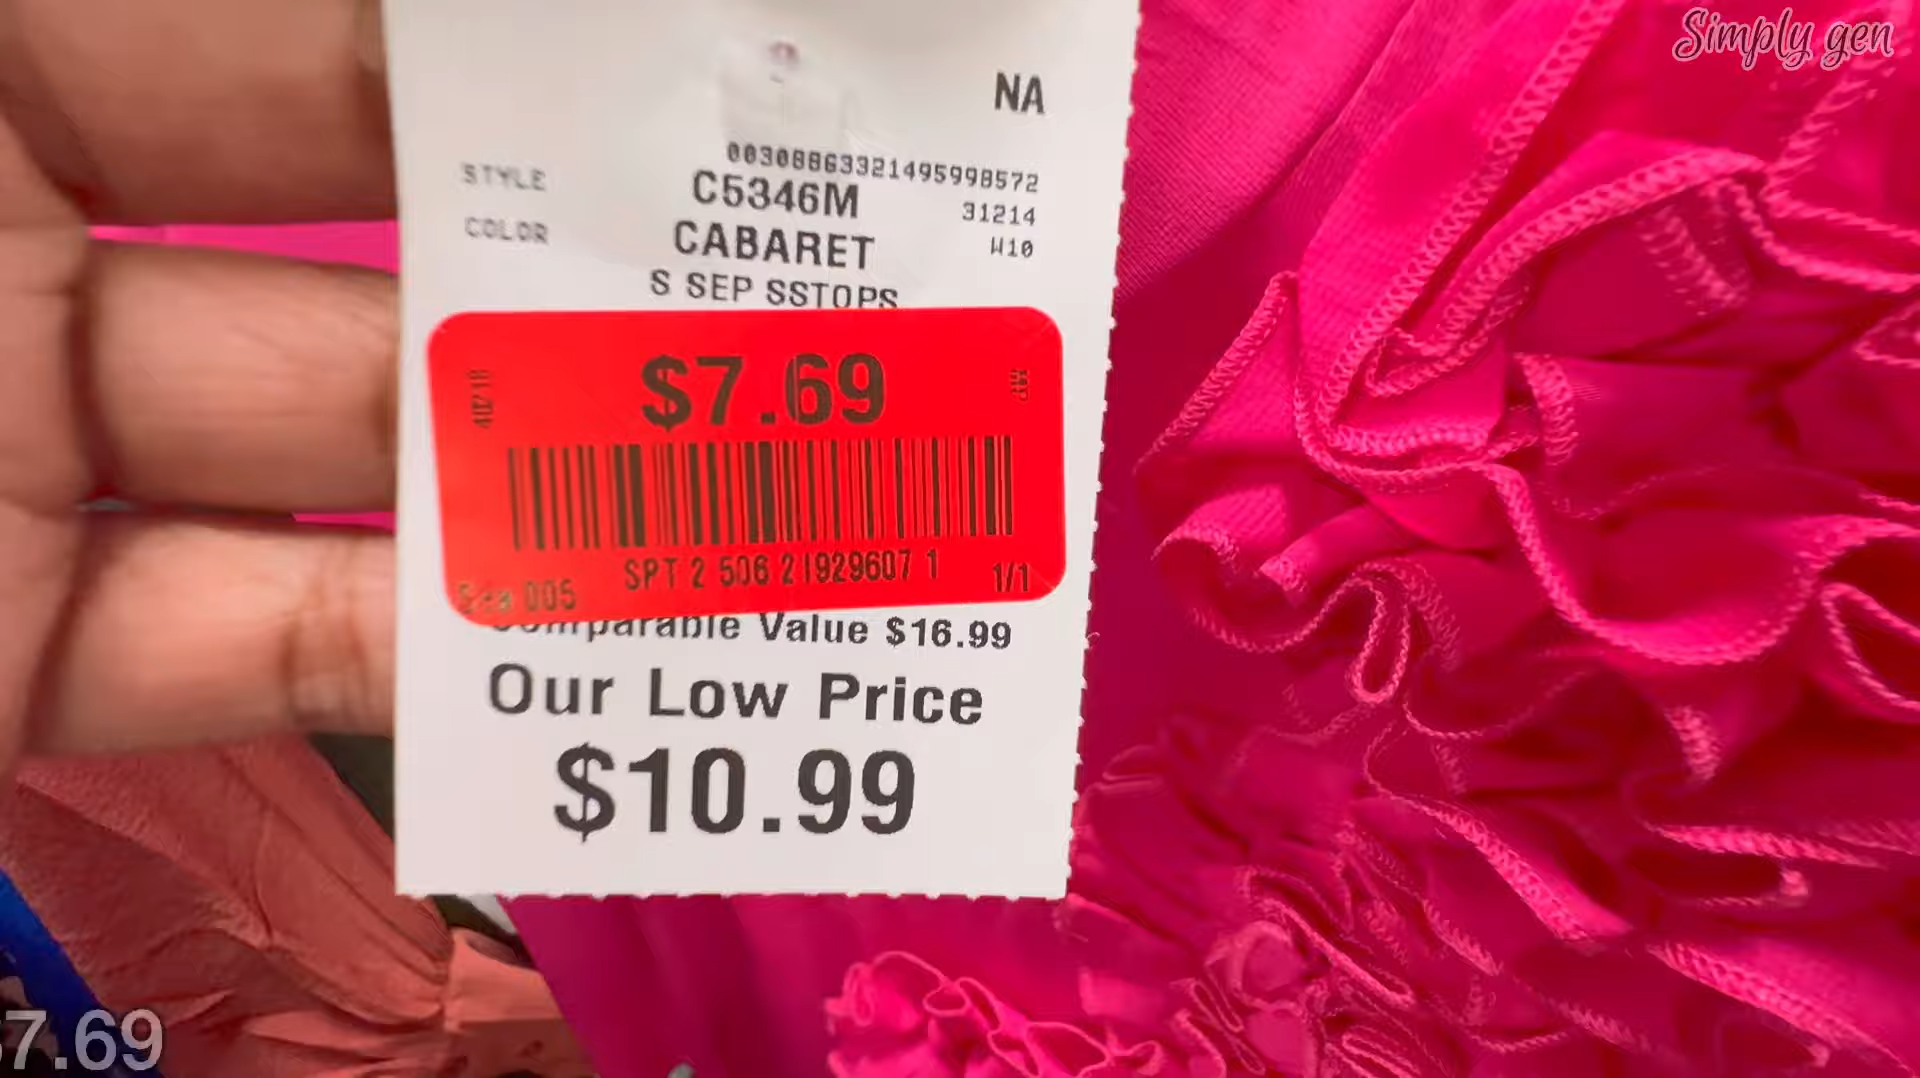 Simply gen
NA
00308863321495998572
STYLE C5346M 31214
COLOR CABARET W10
S SEP SSTOPS
$7.69
SPT 2 506 21929607 1
005 1/1
Comparable Value $16.99
Our Low Price
$10.99
7.69